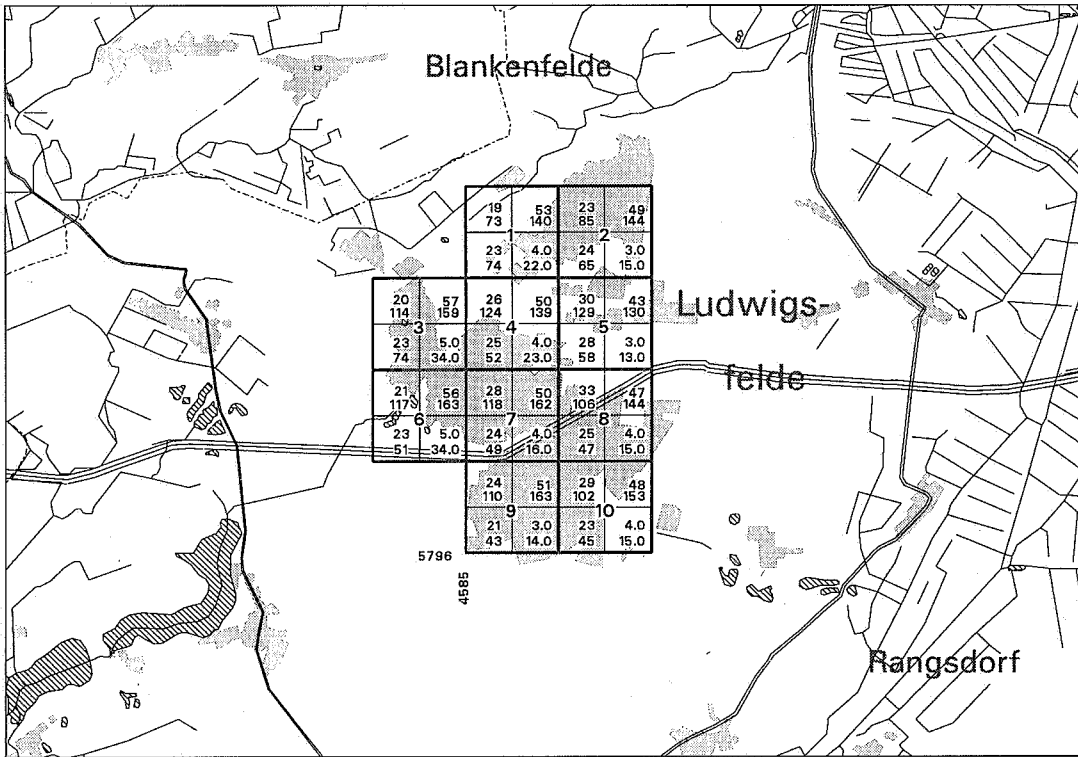 Blankenfelde
19 53 23 49
73 140 85 144
1 2
23 4.0 24 3.0
74 22.0 65 15.0
20 57 26 50 30 43
114 159 124 139 129 130
3 4 5
23 5.0 25 4.0 28 3.0
74 34.0 52 23.0 58 13.0
Ludwigs-
felde
21 56 28 50 33 47
117 163 118 162 106 144
6 7 8
23 5.0 24 4.0 25 4.0
51 34.0 49 16.0 47 15.0
24 51 29 48
110 163 102 153
9 10
21 3.0 23 4.0
43 14.0 45 15.0
5796
4585
Rangsdorf